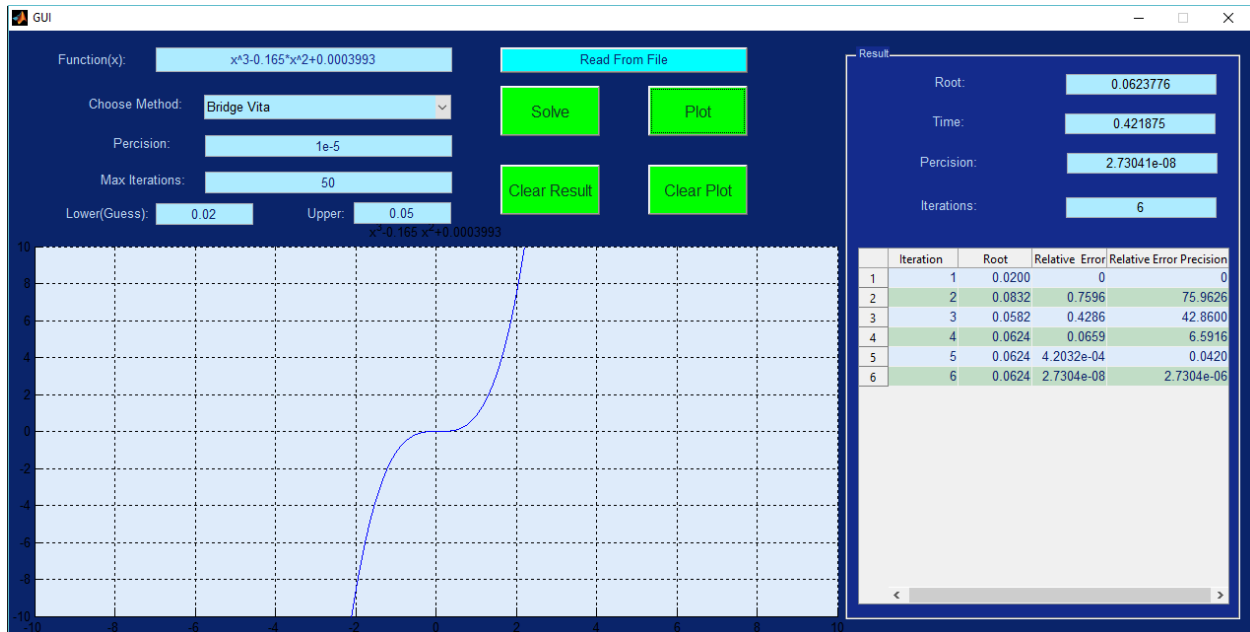 GUI
Function(x): x^3-0.165*x^2+0.0003993 Read From File
Choose Method: Bridge Vita
Percision: 1e-5
Max Iterations: 50
Lower(Guess): 0.02 Upper: 0.05
Solve Plot
Clear Result Clear Plot
Result
Root: 0.0623776
Time: 0.421875
Percision: 2.73041e-08
Iterations: 6
x^3-0.165 x^2+0.0003993
10
8
6
4
2
0
-2
-4
-6
-8
-10
-10 -8 -6 -4 -2 0 2 4 6 8 10
Iteration Root Relative Error Relative Error Precision
1 1 0.0200 0 0
2 2 0.0832 0.7596 75.9626
3 3 0.0582 0.4286 42.8600
4 4 0.0624 0.0659 6.5916
5 5 0.0624 4.2032e-04 0.0420
6 6 0.0624 2.7304e-08 2.7304e-06